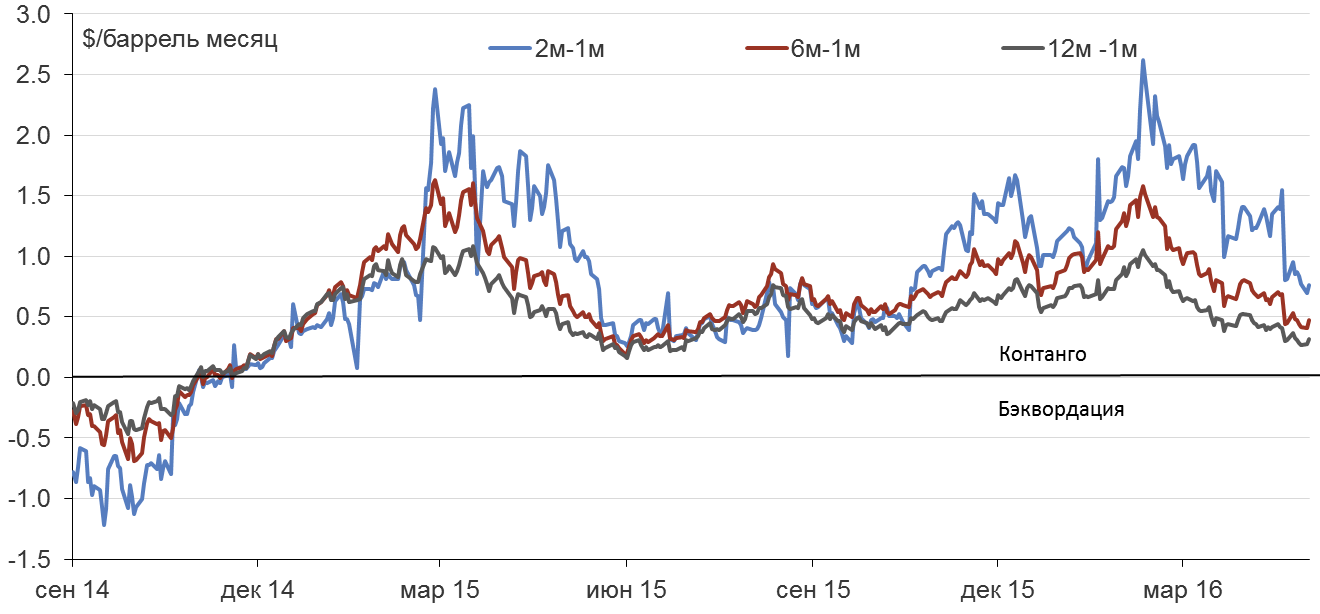 3.0
$/баррель месяц
2м-1м
6м-1м
12м -1м
2.5
2.0
1.5
1.0
0.5
Контанго
0.0
Бэквордация
-0.5
-1.0
-1.5
сен 14
дек 14
мар 15
июн 15
сен 15
дек 15
мар 16